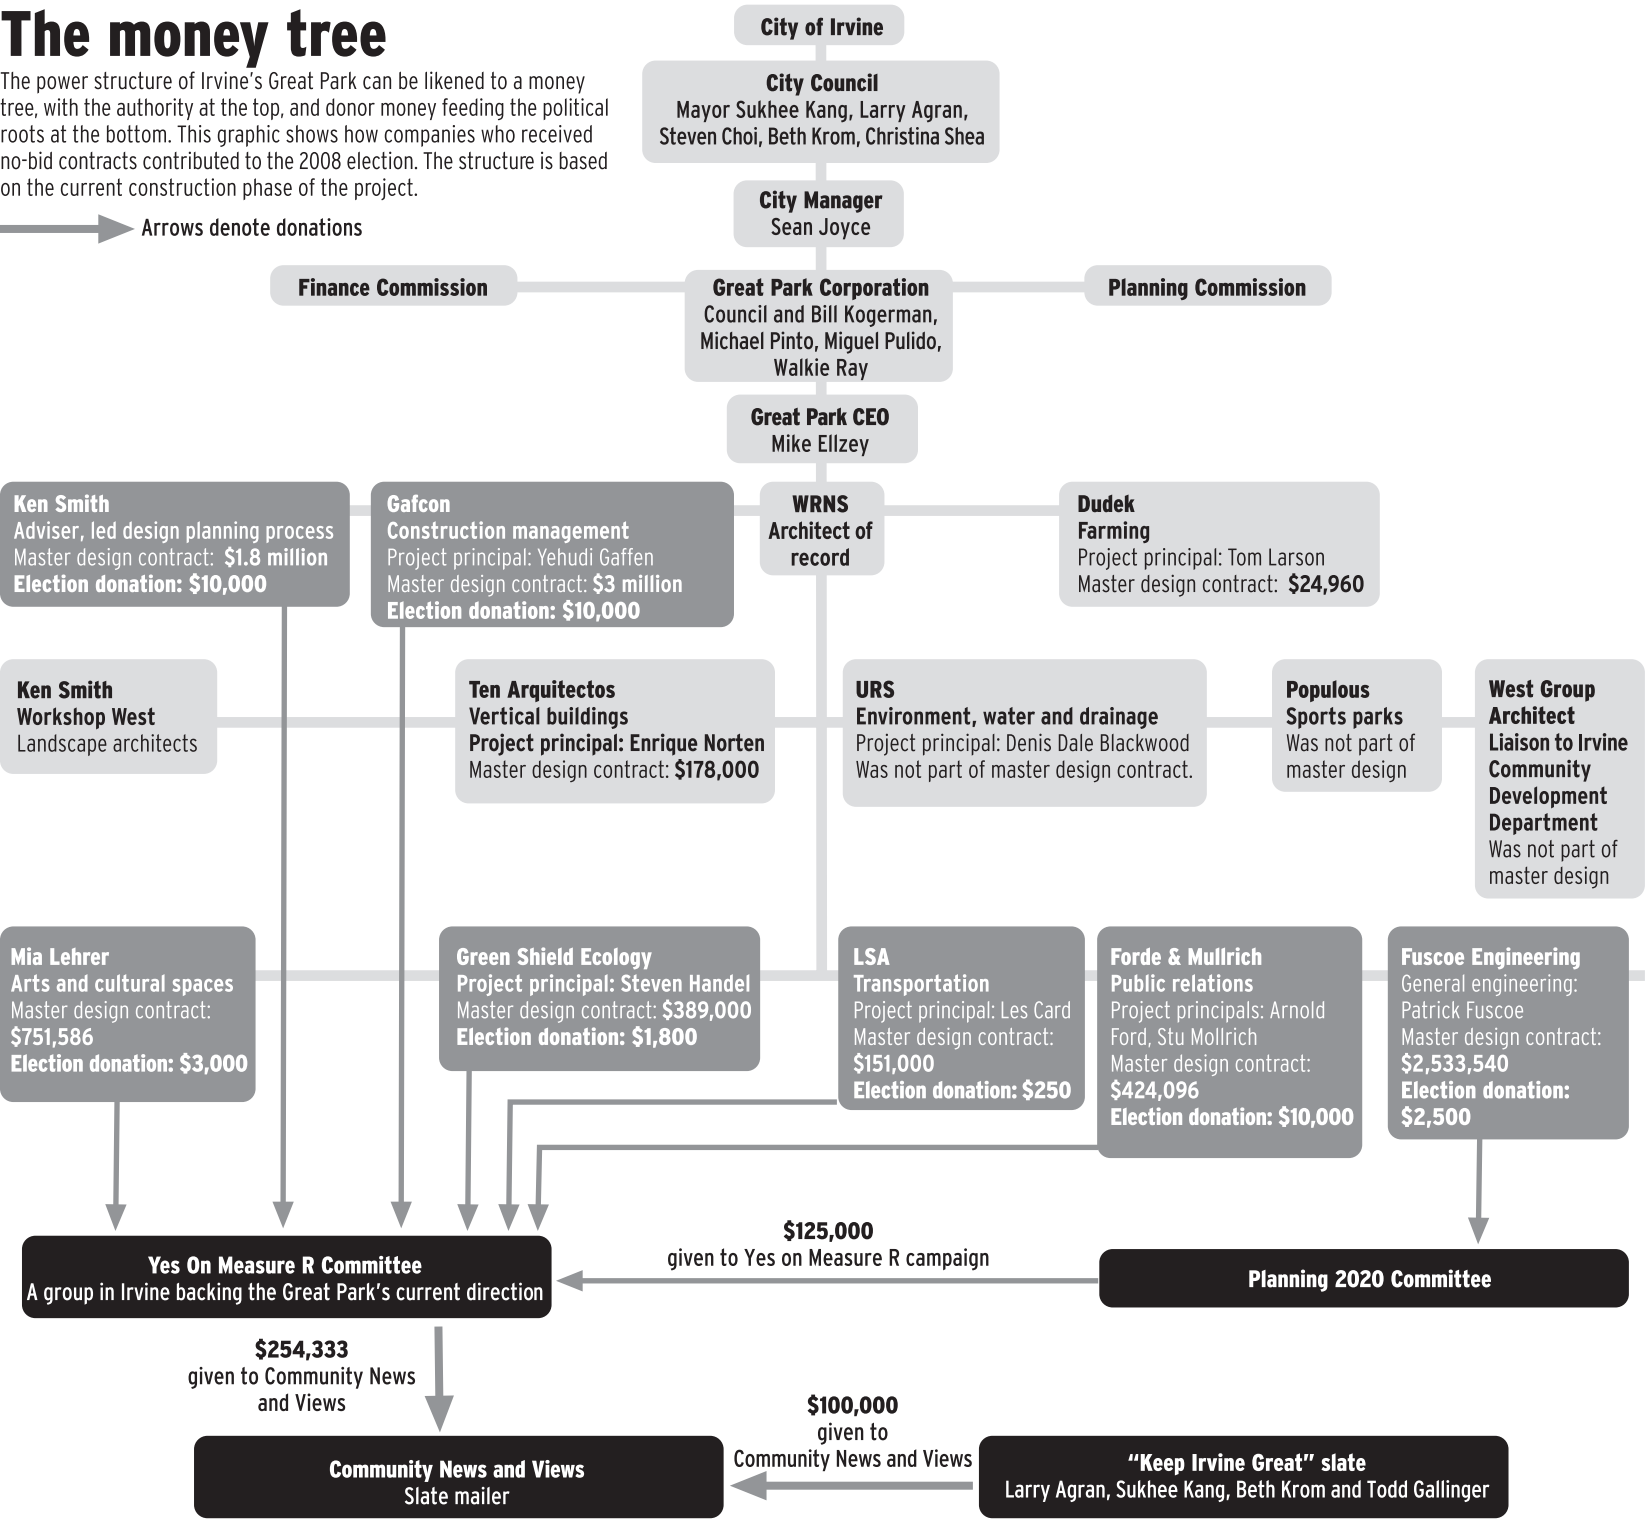 The money tree
The power structure of Irvine's Great Park can be likened to a money
tree, with the authority at the top, and donor money feeding the political
roots at the bottom. This graphic shows how companies who received
no-bid contracts contributed to the 2008 election. The structure is based
on the current construction phase of the project.
Arrows denote donations
City of Irvine
City Council
Mayor Sukhee Kang, Larry Agran,
Steven Choi, Beth Krom, Christina Shea
City Manager
Sean Joyce
Finance Commission
Great Park Corporation
Council and Bill Kogerman,
Michael Pinto, Miguel Pulido,
Walkie Ray
Planning Commission
Great Park CEO
Mike Ellzey
Ken Smith
Adviser, led design planning process
Master design contract: $1.8 million
Election donation: $10,000
Gafcon
Construction management
Project principal: Yehudi Gaffen
Master design contract: $3 million
Election donation: $10,000
WRNS
Architect of
record
Dudek
Farming
Project principal: Tom Larson
Master design contract: $24,960
Ken Smith
Workshop West
Landscape architects
Ten Arquitectos
Vertical buildings
Project principal: Enrique Norten
Master design contract: $178,000
URS
Environment, water and drainage
Project principal: Denis Dale Blackwood
Was not part of master design contract.
Populous
Sports parks
Was not part of
master design
West Group
Architect
Liaison to Irvine
Community
Development
Department
Was not part of
master design
Mia Lehrer
Arts and cultural spaces
Master design contract:
$751,586
Election donation: $3,000
Green Shield Ecology
Project principal: Steven Handel
Master design contract: $389,000
Election donation: $1,800
LSA
Transportation
Project principal: Les Card
Master design contract:
$151,000
Election donation: $250
Forde & Mullrich
Public relations
Project principals: Arnold
Ford, Stu Mollrich
Master design contract:
$424,096
Election donation: $10,000
Fuscoe Engineering
General engineering:
Patrick Fuscoe
Master design contract:
$2,533,540
Election donation:
$2,500
Yes On Measure R Committee
A group in Irvine backing the Great Park's current direction
$125,000
given to Yes on Measure R campaign
Planning 2020 Committee
$254,333
given to Community News
and Views
$100,000
given to
Community News and Views
Community News and Views
Slate mailer
“Keep Irvine Great” slate
Larry Agran, Sukhee Kang, Beth Krom and Todd Gallinger